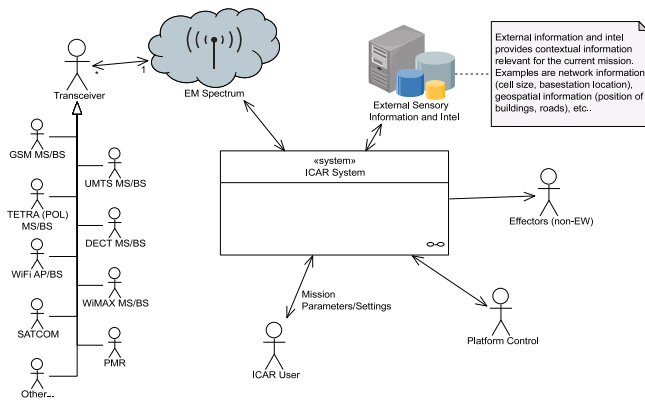 External information and intel
provides contextual information
relevant for the current mission.
Examples are network information
(cell size, basestation location),
geospatial information (position of
buildings, roads), etc..
*
1
Transceiver
EM Spectrum
External Sensory
Information and Intel
GSM MS/BS
UMTS MS/BS
«system»
ICAR System
TETRA (POL)
MS/BS
DECT MS/BS
Effectors (non-EW)
WiFi AP/BS
WiMAX MS/BS
Mission
Parameters/Settings
SATCOM
PMR
Platform Control
ICAR User
Other...